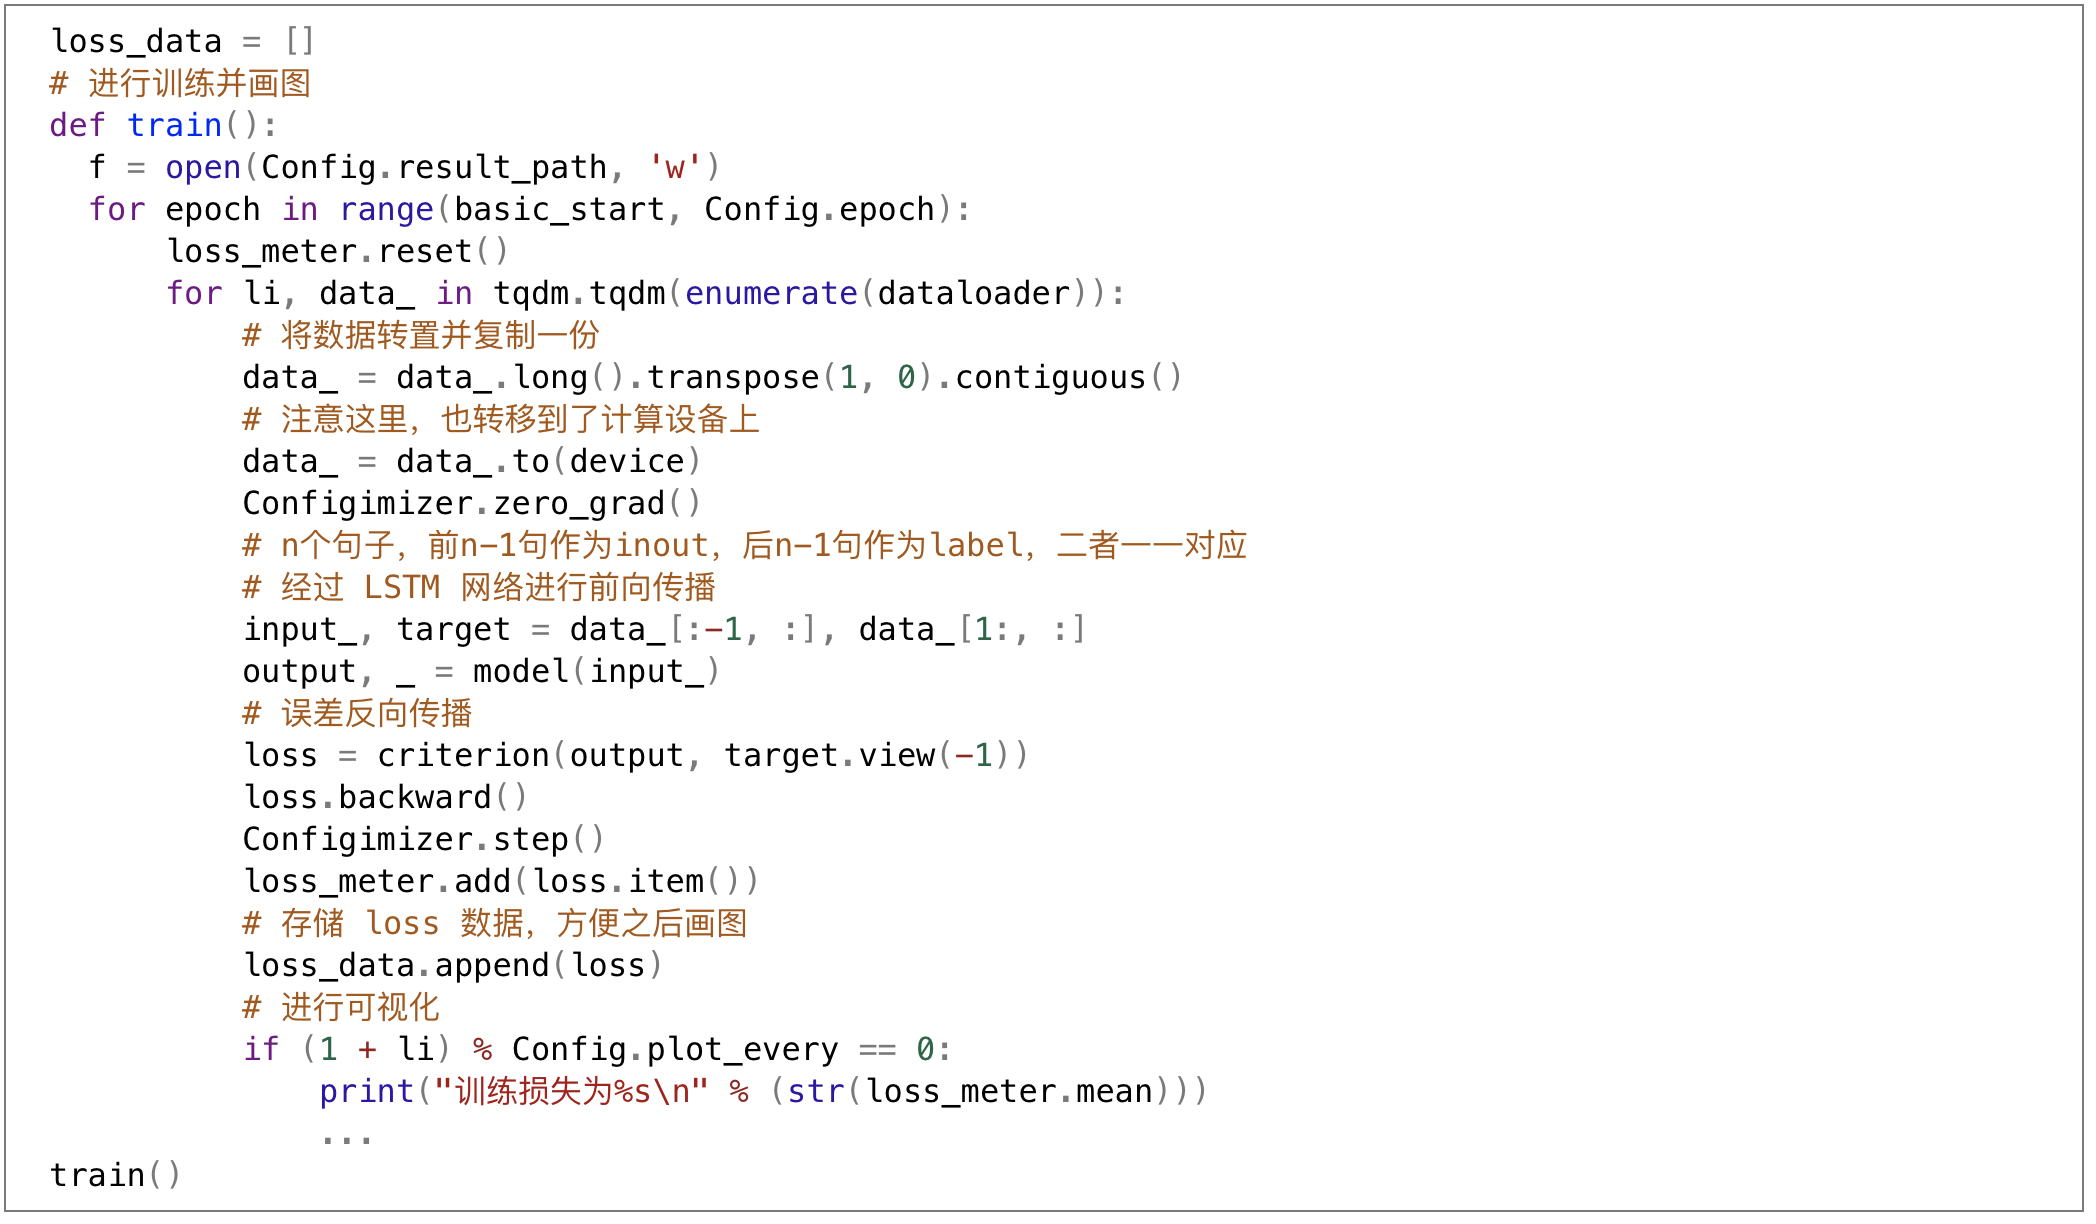 loss_data = []
# 进行训练并画图
def train():
  f = open(Config.result_path, 'w')
  for epoch in range(basic_start, Config.epoch):
      loss_meter.reset()
      for li, data_ in tqdm.tqdm(enumerate(dataloader)):
          # 将数据转置并复制一份
          data_ = data_.long().transpose(1, 0).contiguous()
          # 注意这里，也转移到了计算设备上
          data_ = data_.to(device)
          Configimizer.zero_grad()
          # n个句子，前n-1句作为inout，后n-1句作为label，二者一一对应
          # 经过 LSTM 网络进行前向传播
          input_, target = data_[:-1, :], data_[1:, :]
          output, _ = model(input_)
          # 误差反向传播
          loss = criterion(output, target.view(-1))
          loss.backward()
          Configimizer.step()
          loss_meter.add(loss.item())
          # 存储 loss 数据，方便之后画图
          loss_data.append(loss)
          # 进行可视化
          if (1 + li) % Config.plot_every == 0:
              print("训练损失为%s\n" % (str(loss_meter.mean)))
              ...
train()